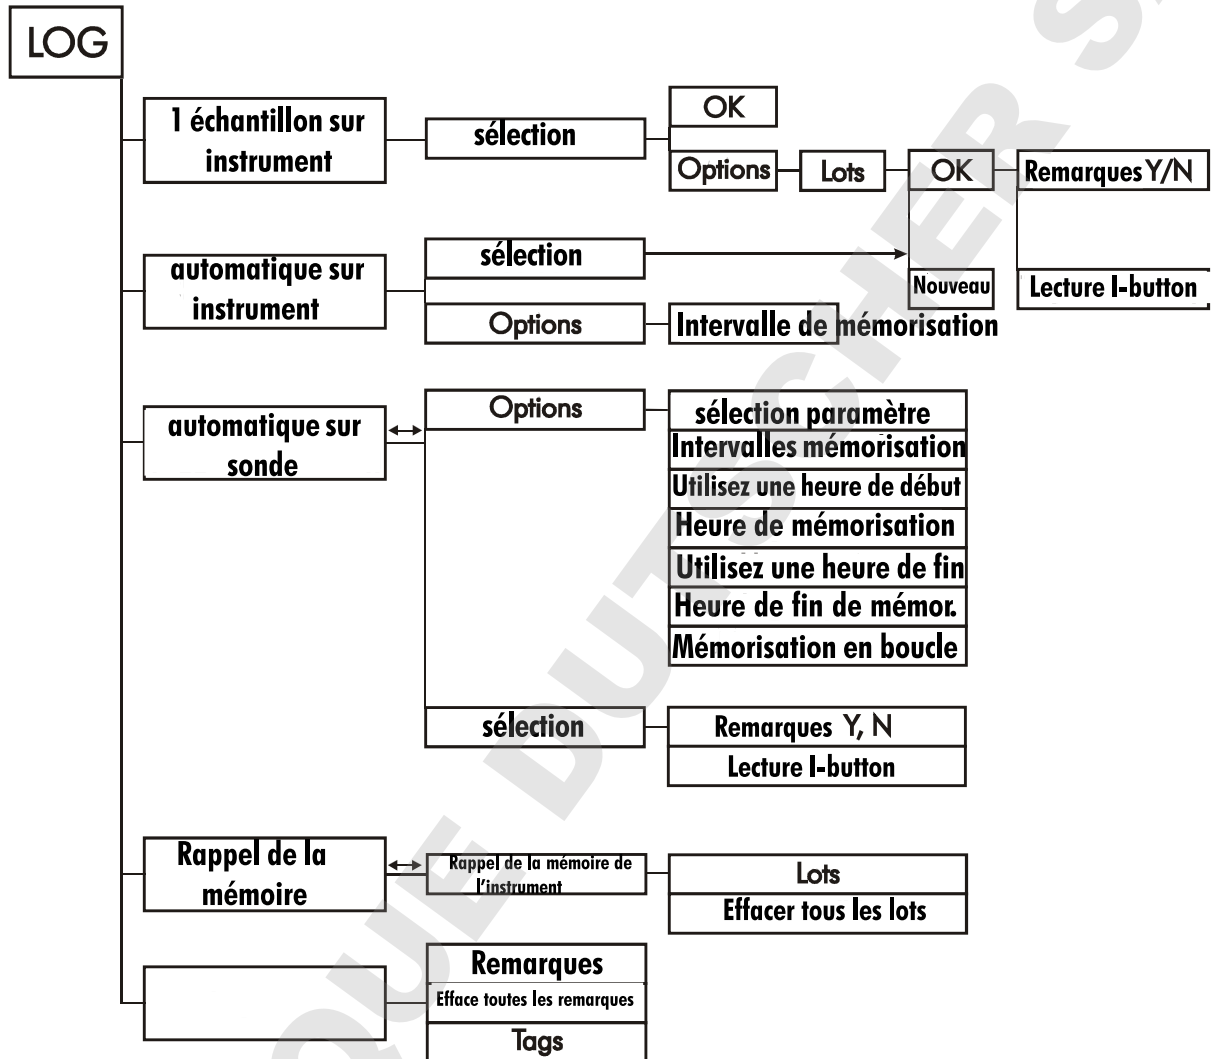 LOG
1 échantillon sur
instrument
sélection
OK
Options
Lots
OK
Remarques Y/N
automatique sur
instrument
sélection
Nouveau
Lecture I-button
Options
Intervalle de mémorisation
automatique sur
sonde
Options
sélection paramètre
Intervalles mémorisation
Utilisez une heure de début
Heure de mémorisation
Utilisez une heure de fin
Heure de fin de mémor.
Mémorisation en boucle
sélection
Remarques Y, N
Lecture I-button
Rappel de la
mémoire
Rappel de la mémoire de
l'instrument
Lots
Effacer tous les lots
Remarques
Efface toutes les remarques
Tags
QUE DUTSCHER S